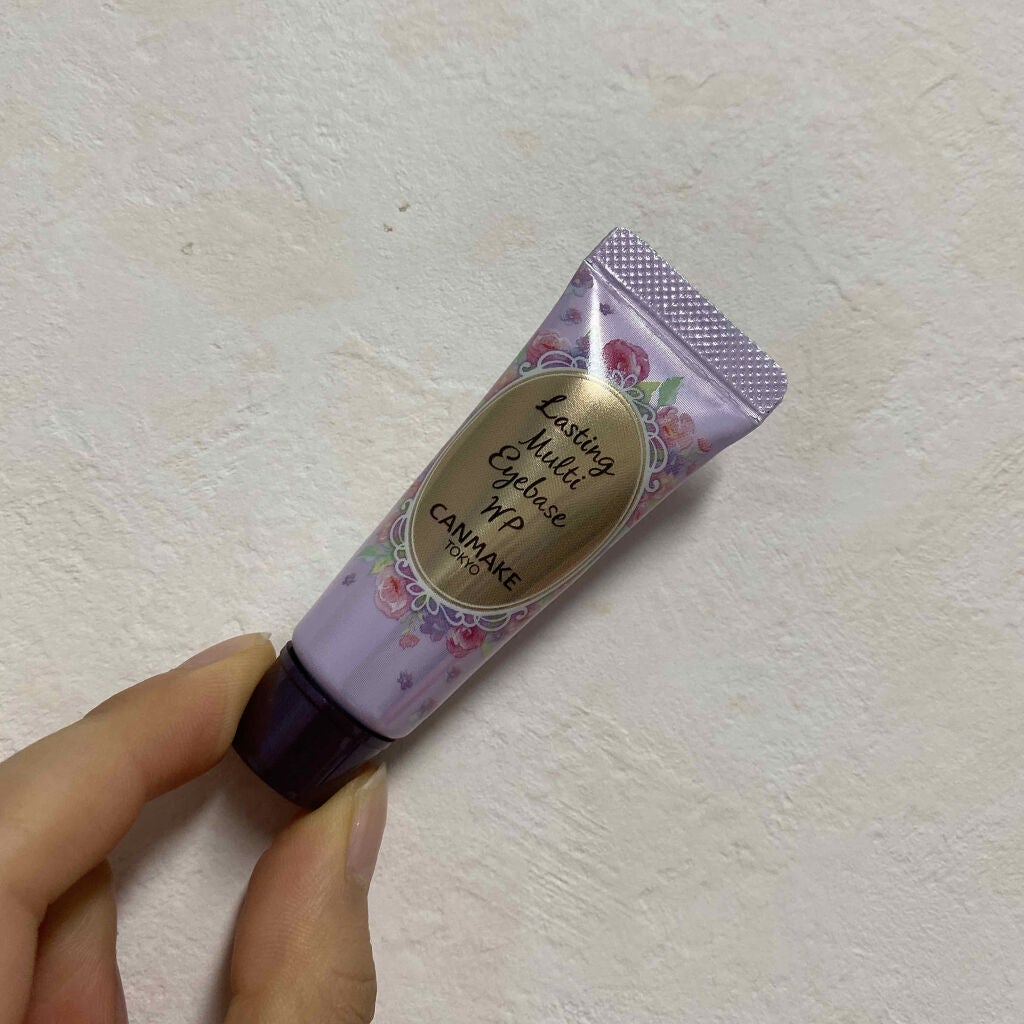 Lasting
Multi
Eyebase
WP
CANMAKE
TOKYO